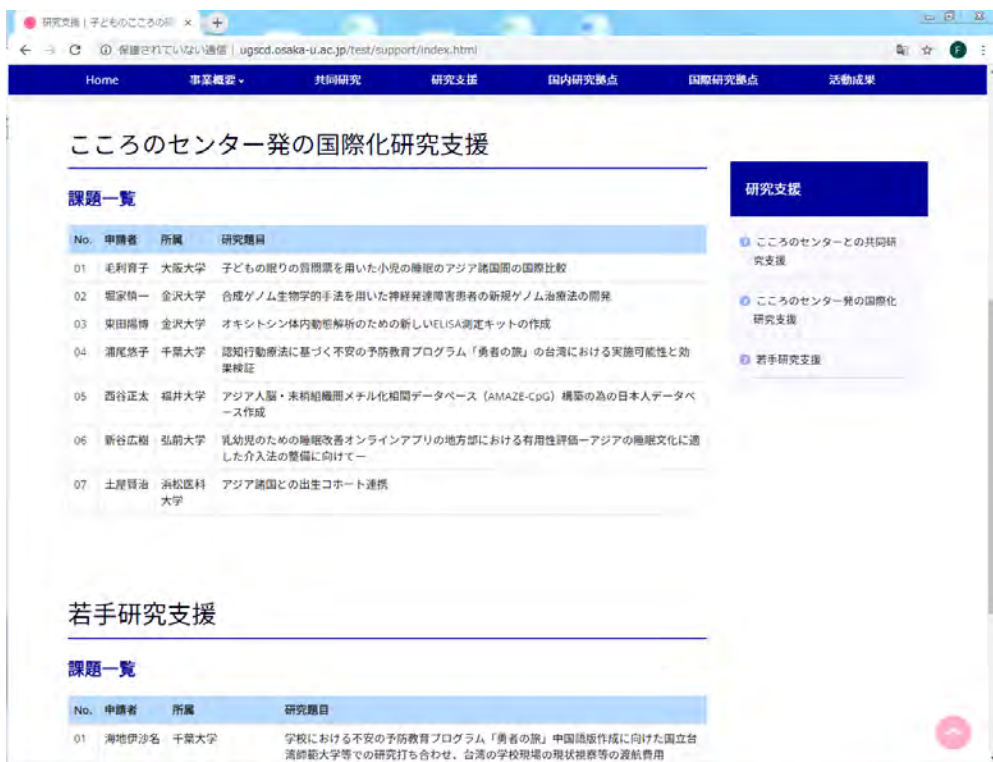 研究支援 | 子どものこころの研
保護されていない通信 | ugscd.osaka-u.ac.jp/test/support/index.html
Home 事業概要 共同研究 研究支援 国内研究拠点 国際研究拠点 活動成果
こころのセンター発の国際化研究支援
課題一覧
No. 申請者 所属 研究題目
01 毛利育子 大阪大学 子どもの眠りの質問票を用いた小児の睡眠のアジア諸国間の国際比較
02 堀家慎一 金沢大学 合成ゲノム生物学的手法を用いた神経発達障害患者の新規ゲノム治療法の開発
03 東田陽博 金沢大学 オキシトシン体内動態解析のための新しいELISA測定キットの作成
04 浦尾悠子 千葉大学 認知行動療法に基づく不安の予防教育プログラム「勇者の旅」の台湾における実施可能性と効
果検証
05 西谷正太 福井大学 アジア人脳・末梢組織間メチル化相関データベース（AMAZE-CpG）構築の為の日本人データベ
ース作成
06 新谷広樹 弘前大学 乳幼児のための睡眠改善オンラインアプリの地方部における有用性評価ーアジアの睡眠文化に適
した介入法の整備に向けてー
07 土屋賢治 浜松医科 アジア諸国との出生コホート連携
大学
研究支援
こころのセンターとの共同研
究支援
こころのセンター発の国際化
研究支援
若手研究支援
若手研究支援
課題一覧
No. 申請者 所属 研究題目
01 海地伊沙名 千葉大学 学校における不安の予防教育プログラム「勇者の旅」中国語版作成に向けた国立台
湾師範大学等での研究打ち合わせ、台湾の学校現場の現状視察等の渡航費用